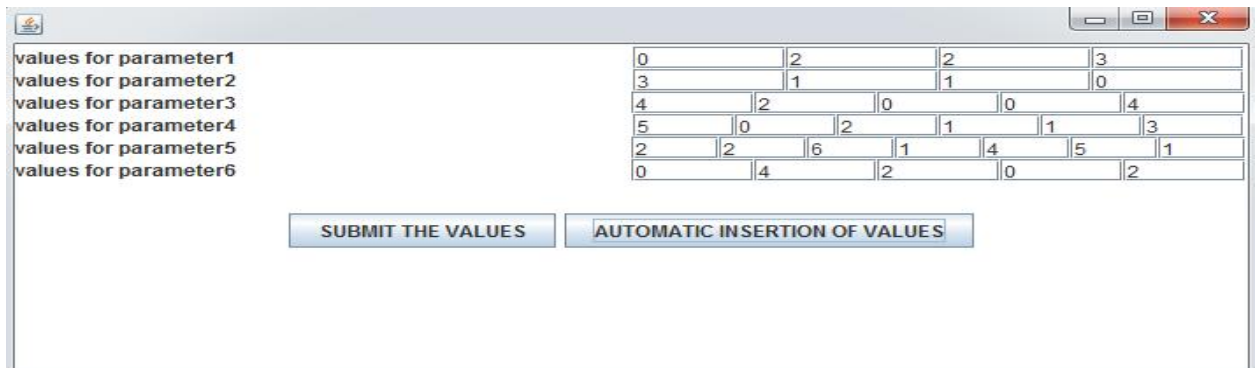 values for parameter1 0 2 2 3
values for parameter2 3 1 1 0
values for parameter3 4 2 0 0 4
values for parameter4 5 0 2 1 1 3
values for parameter5 2 2 6 1 4 5 1
values for parameter6 0 4 2 0 2
SUBMIT THE VALUES AUTOMATIC INSERTION OF VALUES